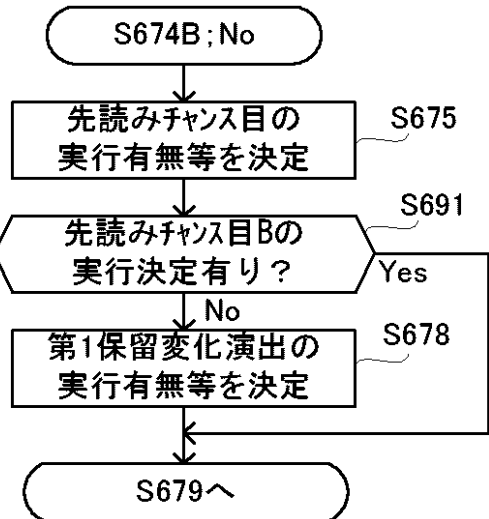 S674B;No
先読みチャンス目の
実行有無等を決定
S675
先読みチャンス目Bの
実行決定有り？
S691
Yes
No
第1保留変化演出の
実行有無等を決定
S678
S679へ